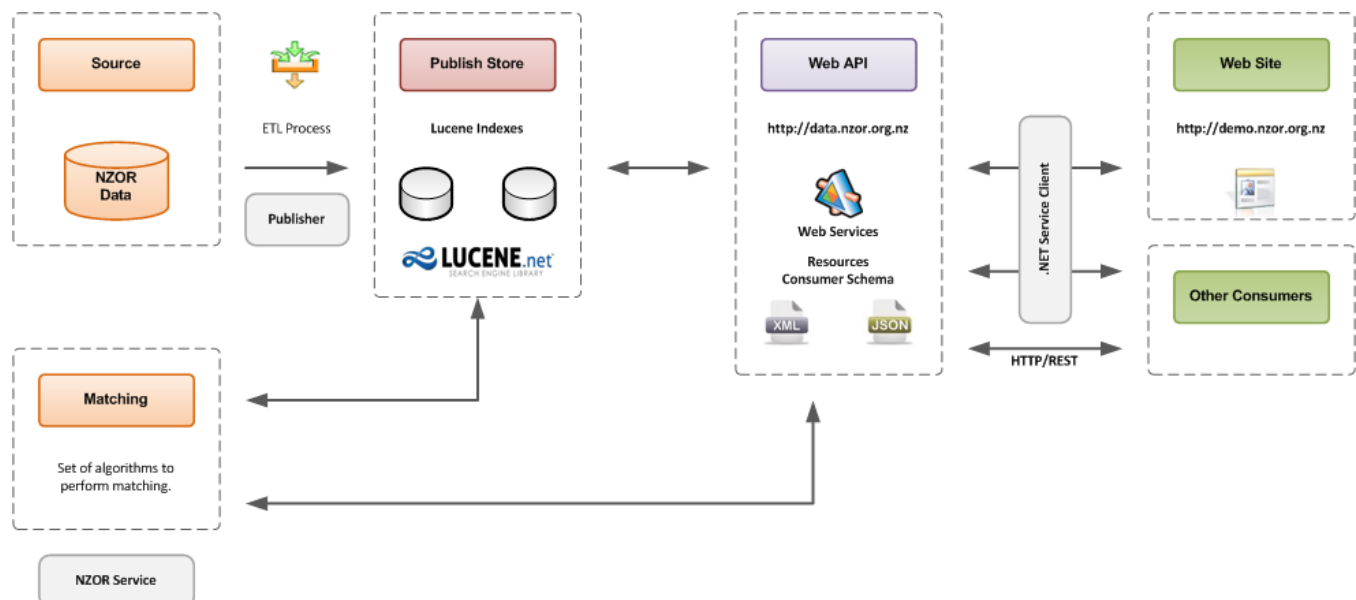 Source
NZOR
Data
ETL Process
Publisher
Publish Store
Lucene Indexes
LUCENE.net
SEARCH ENGINE LIBRARY
Web API
http://data.nzor.org.nz
Web Services
Resources
Consumer Schema
XML
JSON
.NET Service Client
HTTP/REST
Web Site
http://demo.nzor.org.nz
Other Consumers
Matching
Set of algorithms to
perform matching.
NZOR Service